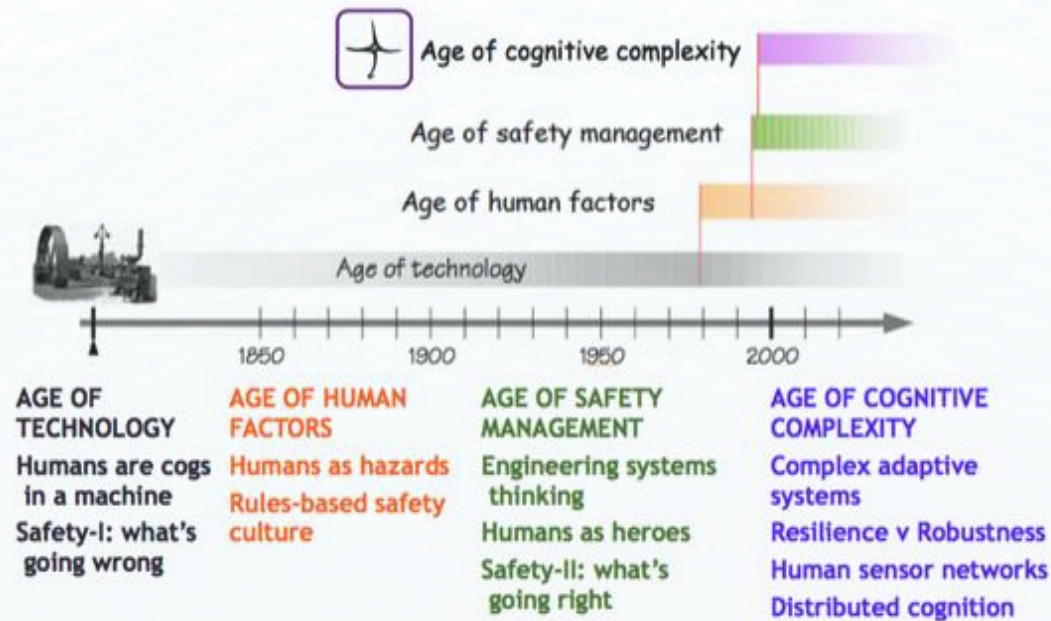 Age of cognitive complexity
Age of safety management
Age of human factors
Age of technology
1850
1900
1950
2000
AGE OF
TECHNOLOGY
Humans are cogs
in a machine
Safety-I: what's
going wrong
AGE OF HUMAN
FACTORS
Humans as hazards
Rules-based safety
culture
AGE OF SAFETY
MANAGEMENT
Engineering systems
thinking
Humans as heroes
Safety-II: what's
going right
AGE OF COGNITIVE
COMPLEXITY
Complex adaptive
systems
Resilience v Robustness
Human sensor networks
Distributed cognition